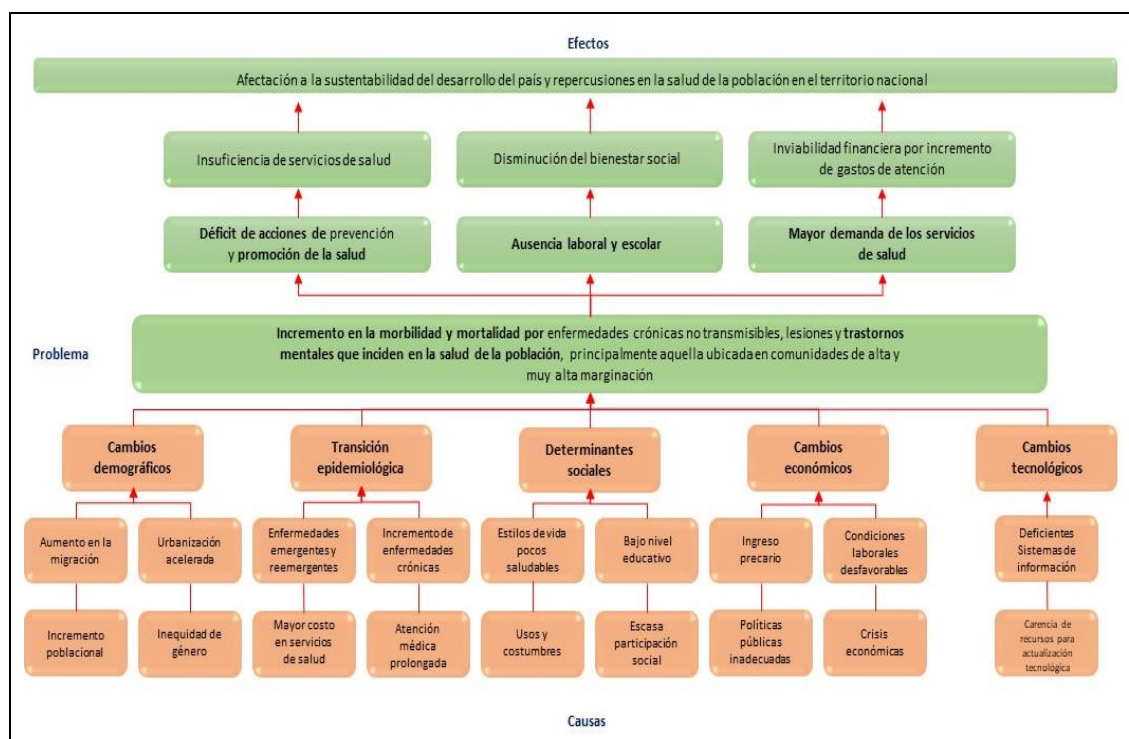 Efectos
Afectación a la sustentabilidad del desarrollo del país y repercusiones en la salud de la población en el territorio nacional
Insuficiencia de servicios de salud
Disminución del bienestar social
Inviabilidad financiera por incremento
de gastos de atención
Déficit de acciones de prevención
y promoción de la salud
Ausencia laboral y escolar
Mayor demanda de los servicios
de salud
Problema
Incremento en la morbilidad y mortalidad por enfermedades crónicas no transmisibles, lesiones y trastornos
mentales que inciden en la salud de la población, principalmente aquella ubicada en comunidades de alta y
muy alta marginación
Cambios
demográficos
Transición
epidemiológica
Determinantes
sociales
Cambios
económicos
Cambios
tecnológicos
Aumento en la
migración
Urbanización
acelerada
Enfermedades
emergentes y
reemergentes
Incremento de
enfermedades
crónicas
Estilos de vida
pocos
saludables
Bajo nivel
educativo
Ingreso
precario
Condiciones
laborales
desfavorables
Deficientes
Sistemas de
información
Incremento
poblacional
Inequidad de
género
Mayor costo
en servicios
de salud
Atención
médica
prolongada
Usos y
costumbres
Escasa
participación
social
Políticas
públicas
inadecuadas
Crisis
económicas
Carencia de
recursos para
actualización
tecnológica
Causas